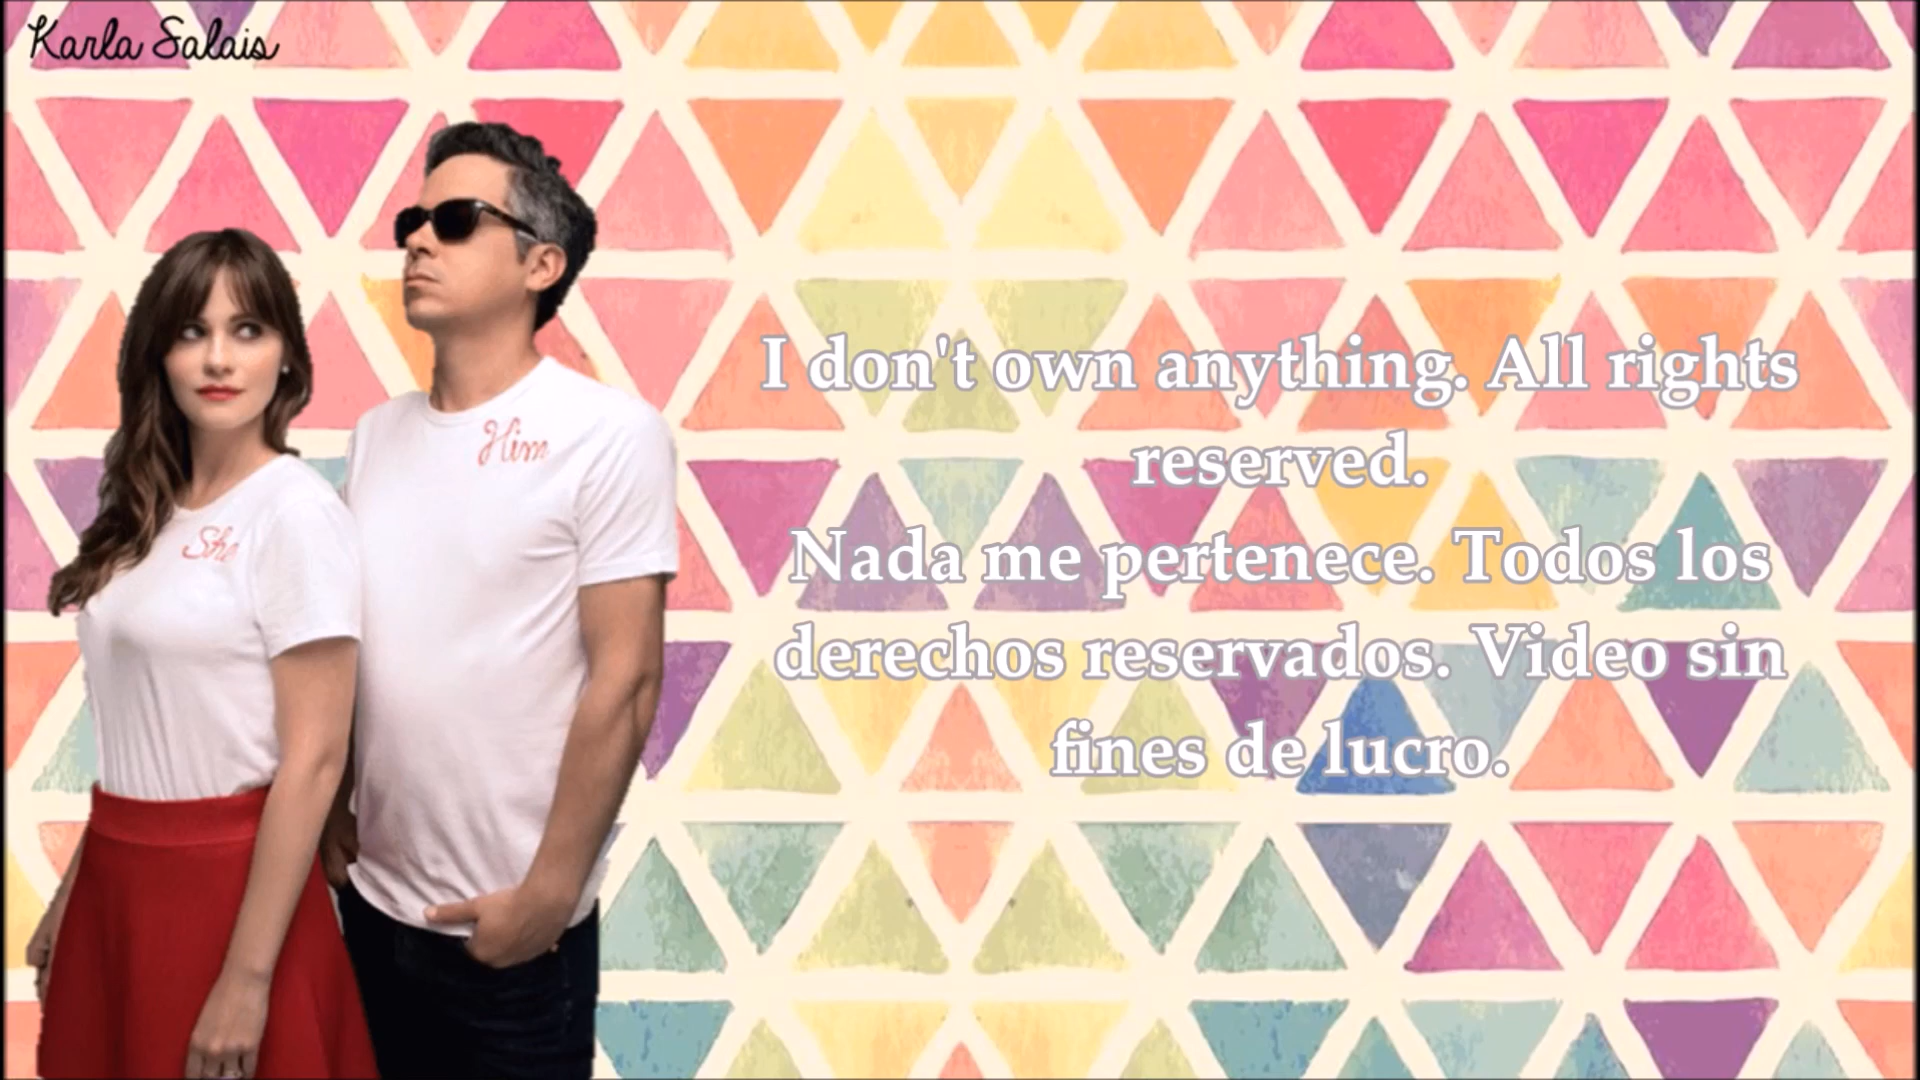 Karla Salais
Him
She
I don't own anything. All rights
reserved.
Nada me pertenece. Todos los
derechos reservados. Video sin
fines de lucro.